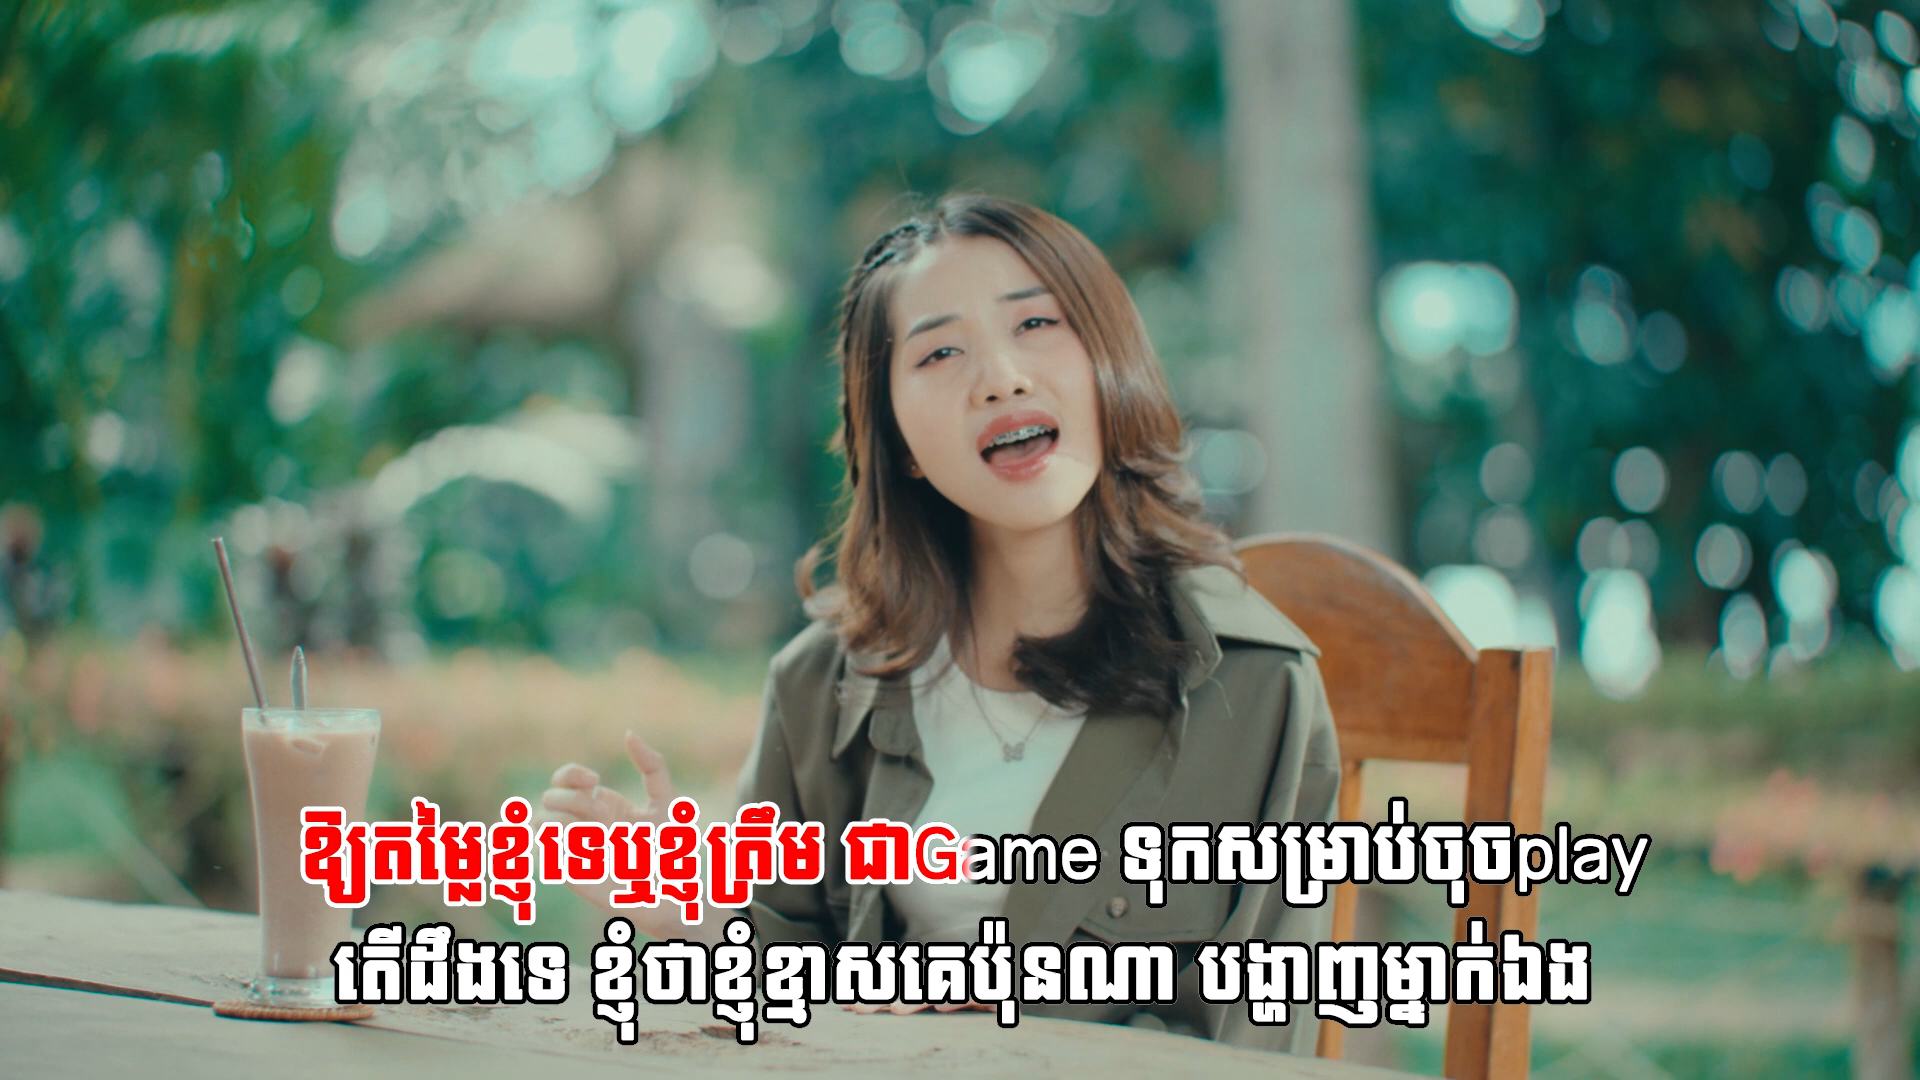 ឱ្យតម្លៃខ្ញុំទេឬខ្ញុំត្រឹម ជាGame ទុកសម្រាប់ចុចplay
តើដឹងទេ ខ្ញុំថាខ្ញុំខ្មាសគេប៉ុនណា បង្ហាញម្នាក់ឯង